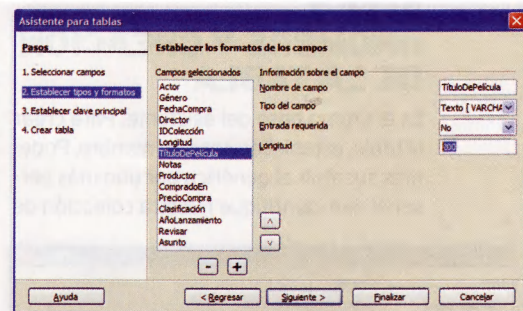 Asistente para tablas
Pasos
1. Seleccionar campos
2. Establecer tipos y formatos
3. Establecer clave principal
4. Crear tabla
Establecer los formatos de los campos
Campos seleccionados
Actor
Género
FechaCompra
Director
IDColección
Longitud
TítuloDePelícula
Notas
Productor
CompradoEn
PrecioCompra
Clasificación
AñoLanzamiento
Revisar
Asunto
- +
Información sobre el campo
Nombre de campo TítuloDePelícula
Tipo del campo Texto [ VARCHA
Entrada requerida No
Longitud 200
Ayuda < Regresar Siguiente > Finalizar Cancelar